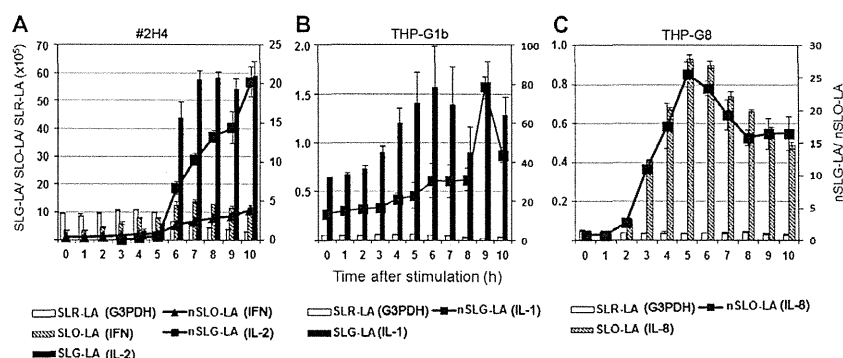 A
#2H4
B
THP-G1b
C
THP-G8
SLG-LA/ SLO-LA/ SLR-LA (x10⁵)
70
60
50
40
30
20
10
25
20
15
10
5
0
0 1 2 3 4 5 6 7 8 9 10
2.0
1.5
1.0
0.5
100
80
60
40
20
0
0 1 2 3 4 5 6 7 8 9 10
1.0
0.8
0.6
0.4
0.2
30
25
20
15
10
5
0
0 1 2 3 4 5 6 7 8 9 10
nSLG-LA/ nSLO-LA
Time after stimulation (h)
SLR-LA (G3PDH) nSLO-LA (IFN)
SLO-LA (IFN) nSLG-LA (IL-2)
SLG-LA (IL-2)
SLR-LA (G3PDH) nSLG-LA (IL-1)
SLG-LA (IL-1)
SLR-LA (G3PDH) nSLO-LA (IL-8)
SLO-LA (IL-8)